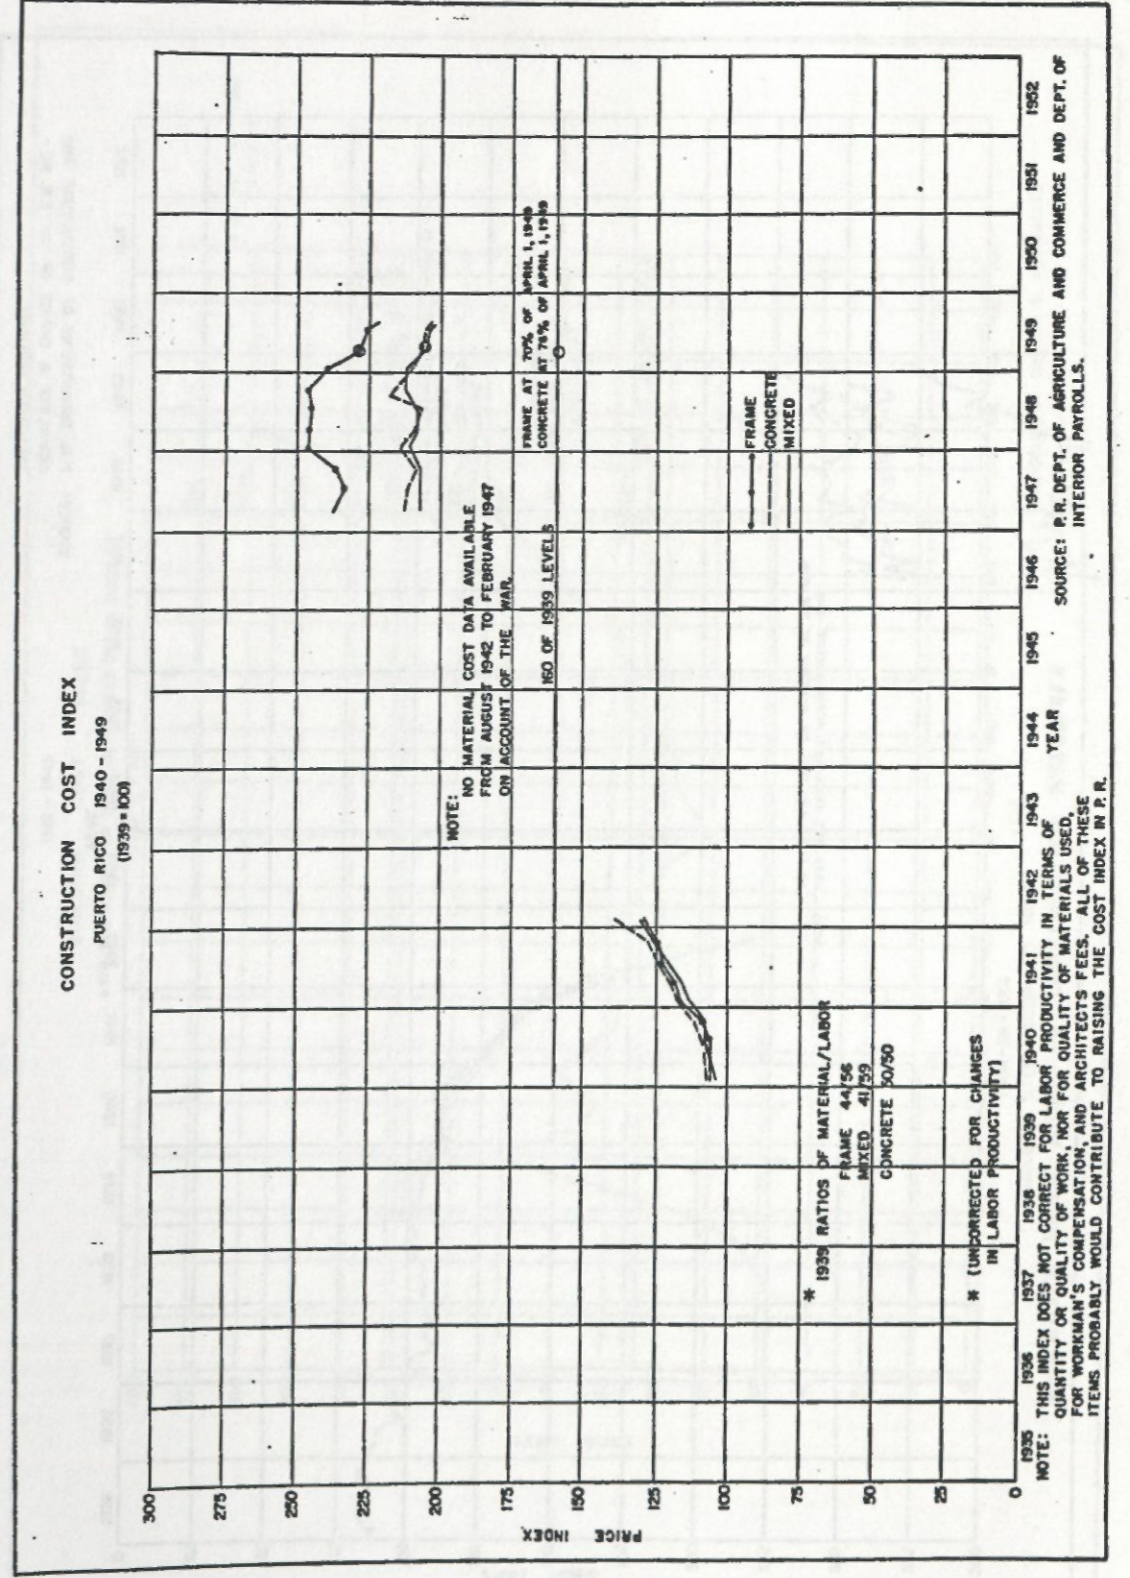 CONSTRUCTION COST INDEX
PUERTO RICO 1940-1949
(1939=100)
PRICE INDEX
300
275
250
225
200
175
150
125
100
75
50
25
0
NOTE:
NO MATERIAL COST DATA AVAILABLE
FROM AUGUST 1942 TO FEBRUARY 1947
ON ACCOUNT OF THE WAR.
160 OF 1939 LEVELS
FRAME AT 70% OF APRIL 1, 1949
CONCRETE AT 78% OF APRIL 1, 1949
FRAME
CONCRETE
MIXED
* 1939 RATIOS OF MATERIAL/LABOR
FRAME 44/56
MIXED 41/59
CONCRETE 50/50
* (UNCORRECTED FOR CHANGES
IN LABOR PRODUCTIVITY)
1935 1936 1937 1938 1939 1940 1941 1942 1943 1944 1945 1946 1947 1948 1949 1950 1951 1952
YEAR
NOTE: THIS INDEX DOES NOT CORRECT FOR LABOR PRODUCTIVITY IN TERMS OF
QUANTITY OR QUALITY OF WORK, NOR FOR QUALITY OF MATERIALS USED,
FOR WORKMAN'S COMPENSATION, AND ARCHITECTS FEES. ALL OF THESE
ITEMS PROBABLY WOULD CONTRIBUTE TO RAISING THE COST INDEX IN P. R.
SOURCE: P. R. DEPT. OF AGRICULTURE AND COMMERCE AND DEPT. OF
INTERIOR PAYROLLS.